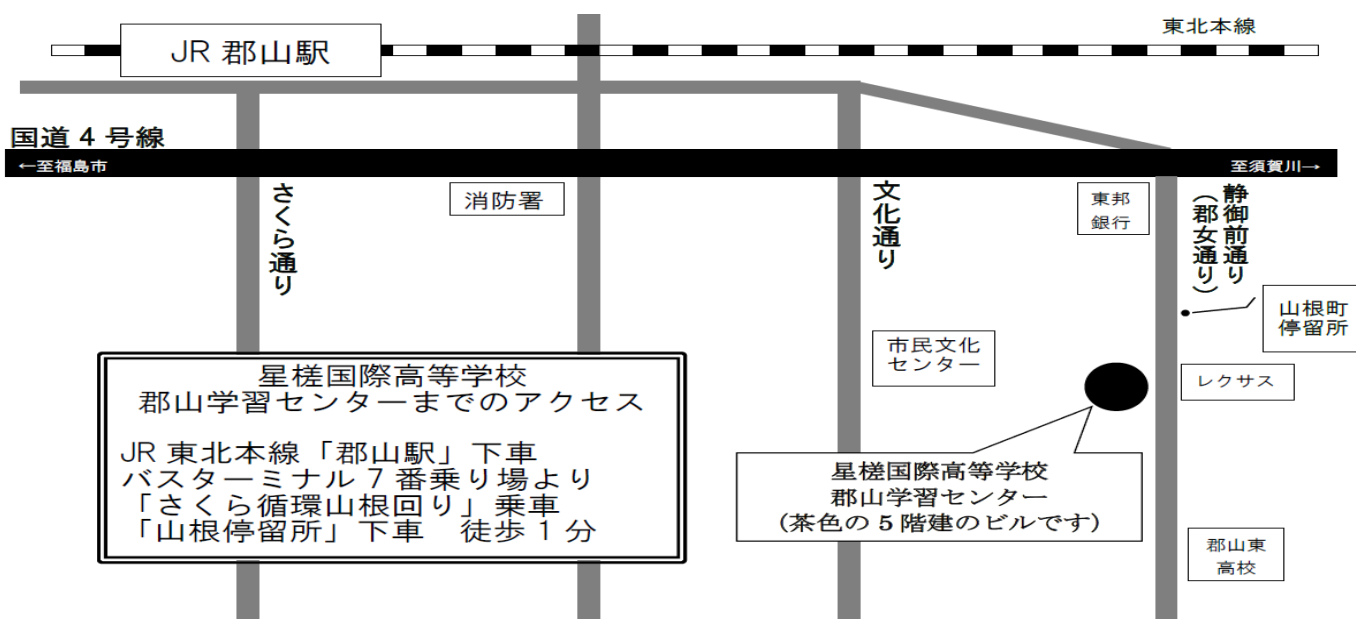 東北本線
JR 郡山駅
国道 4 号線
←至福島市
至須賀川→
さくら通り
消防署
文化通り
東邦
銀行
静御前通り
（郡女通り）
山根町
停留所
市民文化
センター
レクサス
星槎国際高等学校
郡山学習センターまでのアクセス
JR 東北本線「郡山駅」下車
バスターミナル 7 番乗り場より
「さくら循環山根回り」乗車
「山根停留所」下車　徒歩 1 分
星槎国際高等学校
郡山学習センター
(茶色の 5 階建のビルです)
郡山東
高校